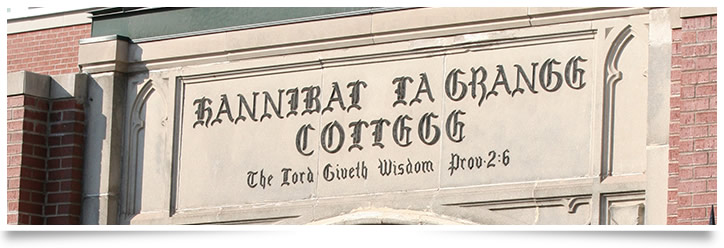 HANNIBAL LA GRANGE
COLLEGE
The Lord Giveth Wisdom Prov.2:6